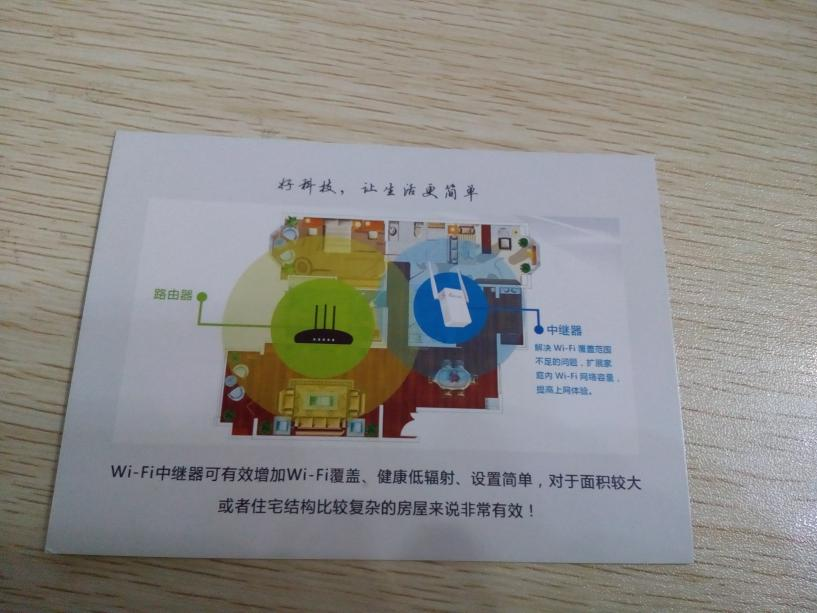 好科技，让生活更简单
路由器
中继器
解决 Wi-Fi 覆盖范围
不足的问题，扩展家
庭内 Wi-Fi 网络容量，
提高上网体验。
Wi-Fi中继器可有效增加Wi-Fi覆盖、健康低辐射、设置简单，对于面积较大
或者住宅结构比较复杂的房屋来说非常有效！